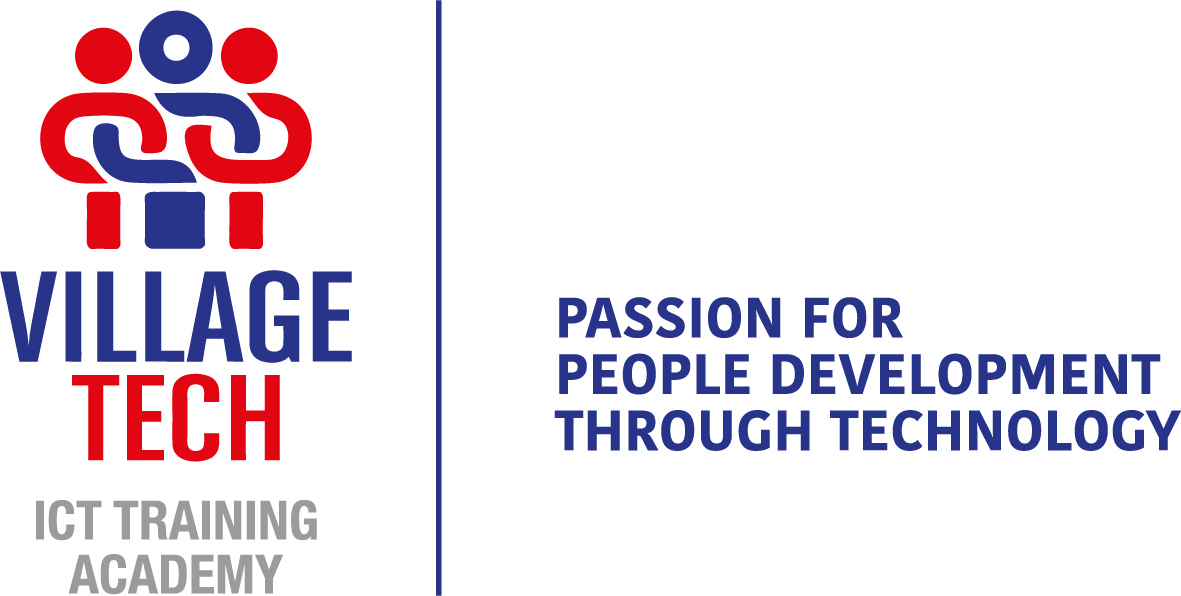 VILLAGE
TECH
ICT TRAINING
ACADEMY
PASSION FOR
PEOPLE DEVELOPMENT
THROUGH TECHNOLOGY